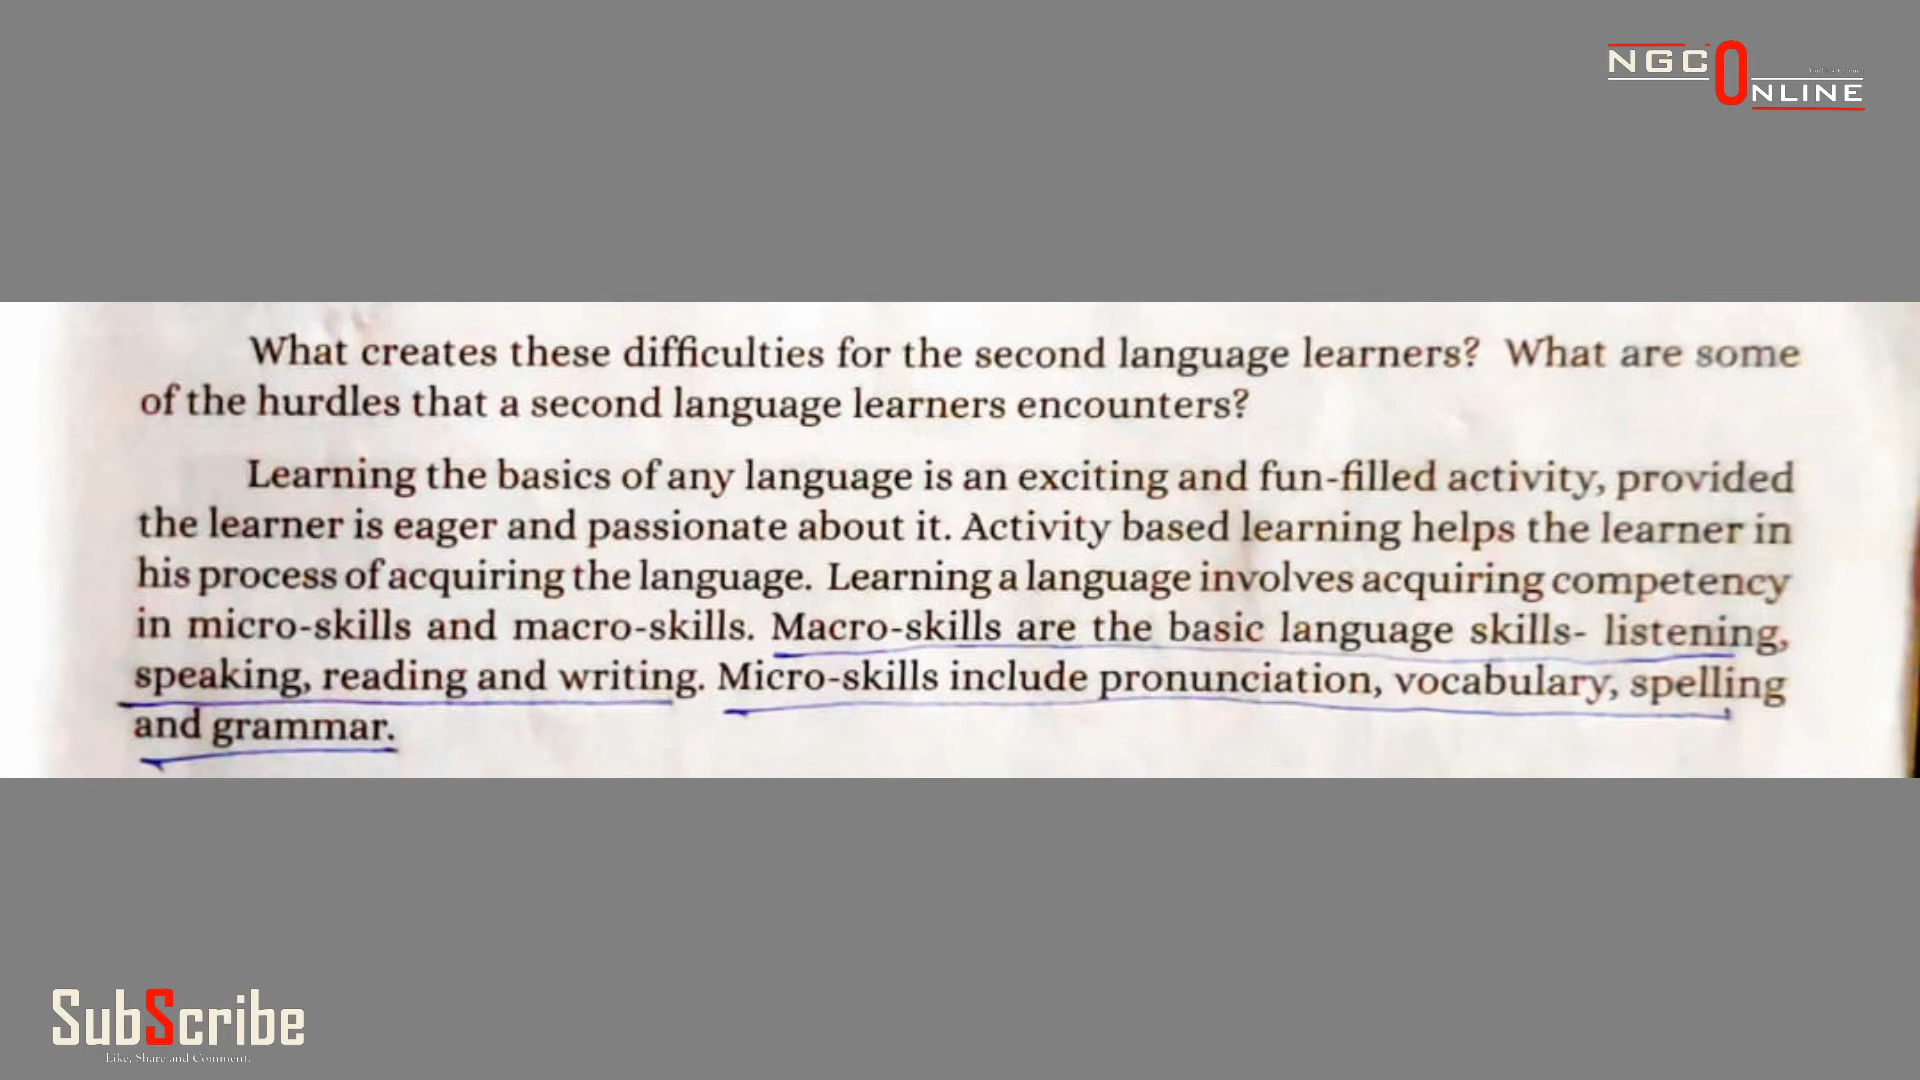 NGC ONLINE
What creates these difficulties for the second language learners? What are some
of the hurdles that a second language learners encounters?
Learning the basics of any language is an exciting and fun-filled activity, provided
the learner is eager and passionate about it. Activity based learning helps the learner in
his process of acquiring the language. Learning a language involves acquiring competency
in micro-skills and macro-skills. Macro-skills are the basic language skills- listening,
speaking, reading and writing. Micro-skills include pronunciation, vocabulary, spelling
and grammar.
SubScribe
Like, Share and Comment.